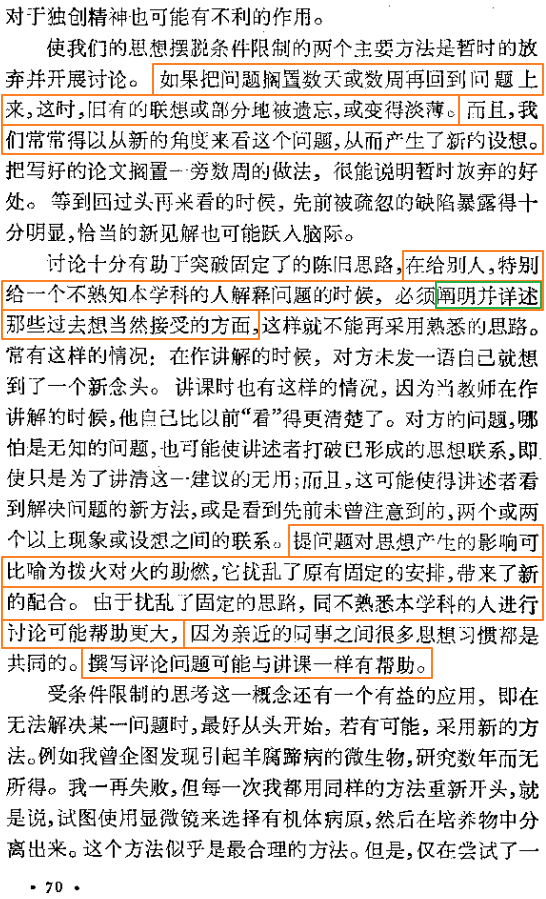 对于独创精神也可能有不利的作用。
使我们的思想摆脱条件限制的两个主要方法是暂时的放
弃并开展讨论。如果把问题搁置数天或数周再回到问题上
来，这时，旧有的联想或部分地被遗忘，或变得淡薄。而且，我
们常常得以从新的角度来看这个问题，从而产生了新的设想。
把写好的论文搁置一旁数周的做法，很能说明暂时放弃的好
处。等到回过头再来看的时候，先前被疏忽的缺陷暴露得十
分明显，恰当的新见解也可能跃入脑际。
讨论十分有助于突破固定了的陈旧思路，在给别人，特别
给一个不熟知本学科的人解释问题的时候，必须阐明并详述
那些过去想当然接受的方面，这样就不能再采用熟悉的思路。
常有这样的情况：在作讲解的时候，对方未发一语自己就想
到了一个新念头。讲课时也有这样的情况，因为当教师在作
讲解的时候，他自己比以前“看”得更清楚了。对方的问题，哪
怕是无知的问题，也可能使讲述者打破已形成的思想联系，即
使只是为了讲清这一建议的无用；而且，这可能使得讲述者看
到解决问题的新方法，或是看到先前未曾注意到的，两个或两
个以上现象或设想之间的联系。提问题对思想产生的影响可
比喻为拨火对火的助燃，它扰乱了原有固定的安排，带来了新
的配合。由于扰乱了固定的思路，同不熟悉本学科的人进行
讨论可能帮助更大，因为亲近的同事之间很多思想习惯都是
共同的。撰写评论问题可能与讲课一样有帮助。
受条件限制的思考这一概念还有一个有益的应用，即在
无法解决某一问题时，最好从头开始，若有可能，采用新的方
法。例如我曾企图发现引起羊腐蹄病的微生物，研究数年而无
所得。我一再失败，但每一次我都用同样的方法重新开头，就
是说，试图使用显微镜来选择有机体病原，然后在培养物中分
离出来。这个方法似乎是最合理的方法。但是，仅在尝试了一
• 70 •